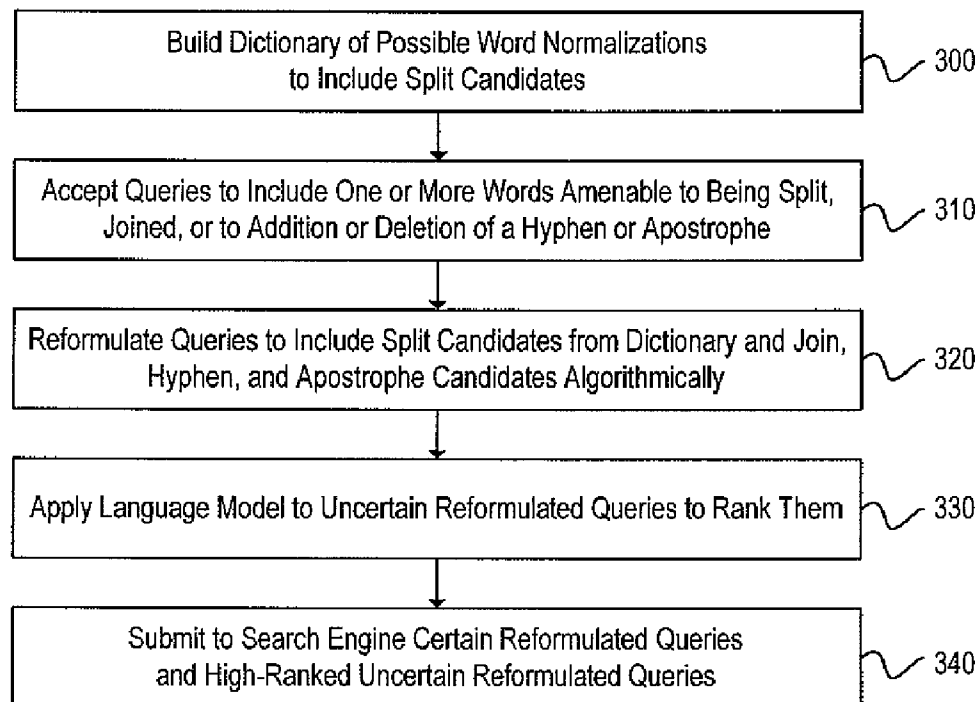 Build Dictionary of Possible Word Normalizations
to Include Split Candidates
300
Accept Queries to Include One or More Words Amenable to Being Split,
Joined, or to Addition or Deletion of a Hyphen or Apostrophe
310
Reformulate Queries to Include Split Candidates from Dictionary and Join,
Hyphen, and Apostrophe Candidates Algorithmically
320
Apply Language Model to Uncertain Reformulated Queries to Rank Them
330
Submit to Search Engine Certain Reformulated Queries
and High-Ranked Uncertain Reformulated Queries
340